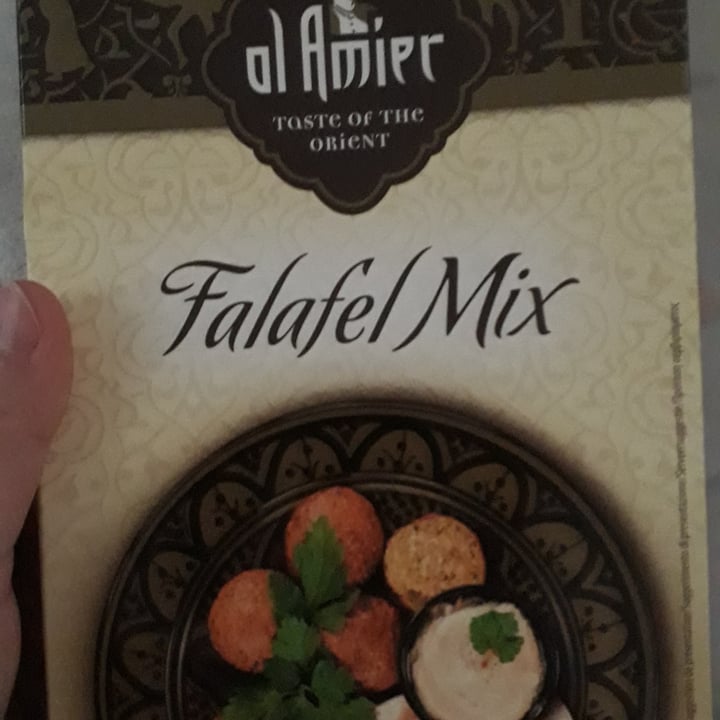 al Amier
TASTE OF THE
ORIENT
Falafel Mix